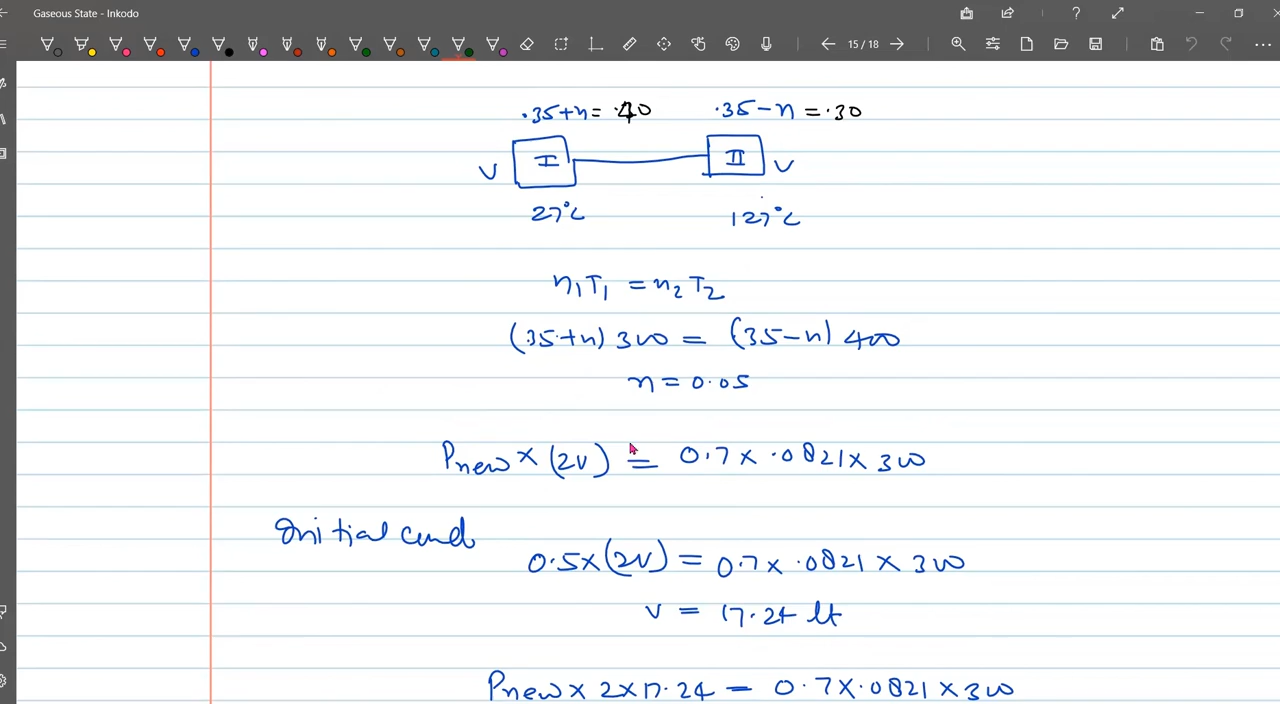 Gaseous State - Inkodo
15 / 18
.35+n = .40 .35-n = .30
V I II V
27°C 127°C
n₁T₁ = n₂T₂
(.35+n) 300 = (.35-n) 400
n = 0.05
Pnew × (2V) = 0.7 × .0821 × 300
Initial cond
0.5 × (2V) = 0.7 × .0821 × 300
V = 17.24 lt
Pnew × 2 × 17.24 = 0.7 × .0821 × 300